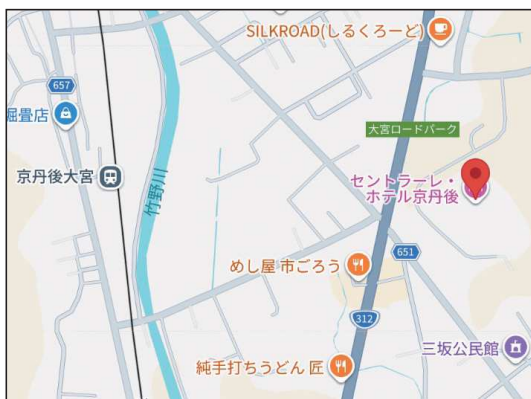 SILKROAD(しるくろーど)
657
堀畳店
大宮ロードパーク
京丹後大宮
竹野川
セントラーレ・
ホテル京丹後
651
めし屋 市ごろう
312
三坂公民館
純手打ちうどん 匠